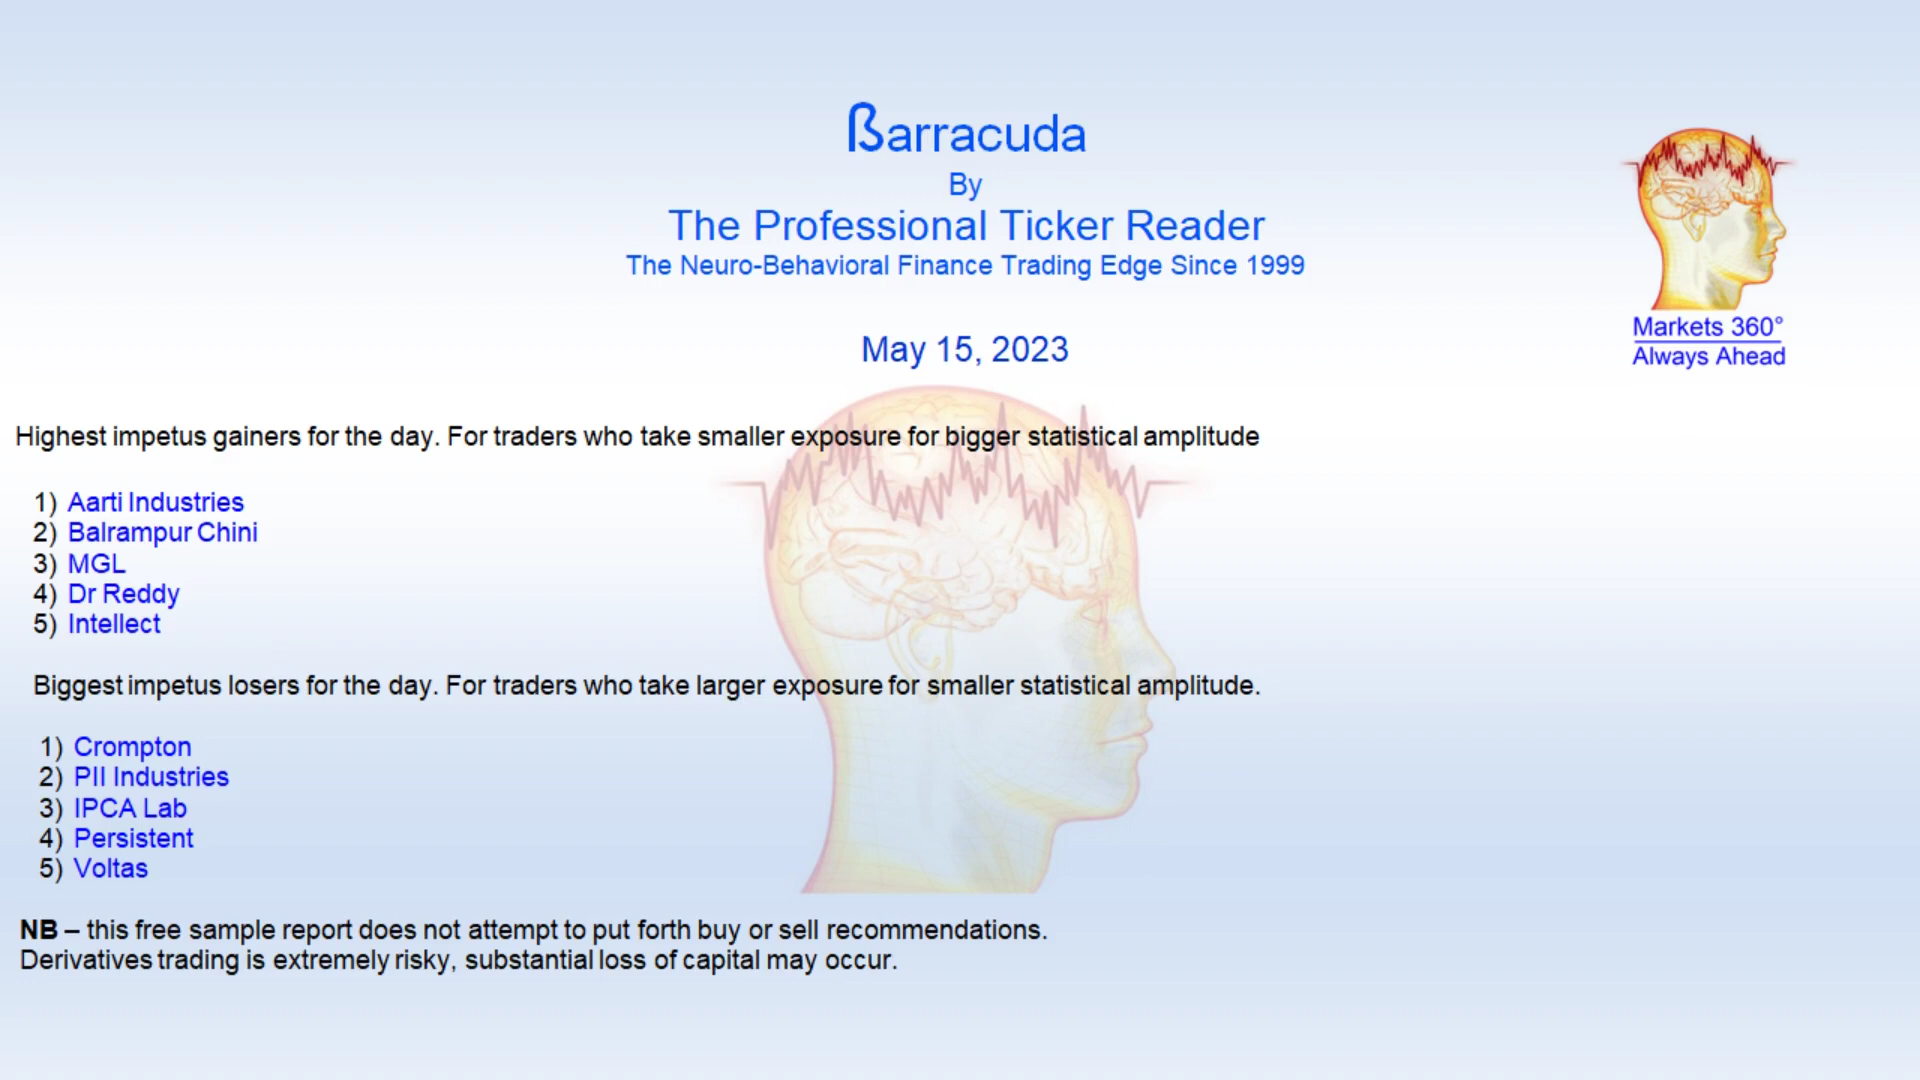 ßarracuda
By
The Professional Ticker Reader
The Neuro-Behavioral Finance Trading Edge Since 1999
Markets 360°
Always Ahead
May 15, 2023
Highest impetus gainers for the day. For traders who take smaller exposure for bigger statistical amplitude
1) Aarti Industries
2) Balrampur Chini
3) MGL
4) Dr Reddy
5) Intellect
Biggest impetus losers for the day. For traders who take larger exposure for smaller statistical amplitude.
1) Crompton
2) PII Industries
3) IPCA Lab
4) Persistent
5) Voltas
NB – this free sample report does not attempt to put forth buy or sell recommendations.
Derivatives trading is extremely risky, substantial loss of capital may occur.